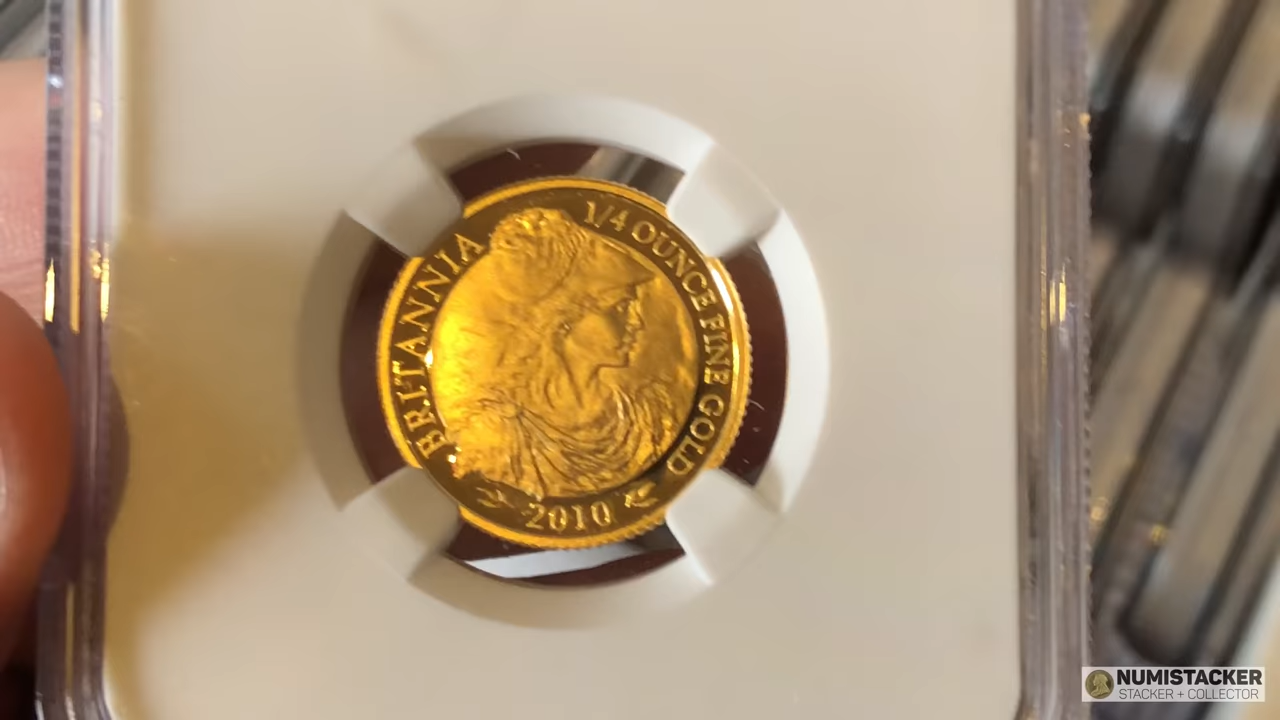 BRITANNIA
1/4 OUNCE FINE GOLD
2010
NUMISTACKER
STACKER + COLLECTOR